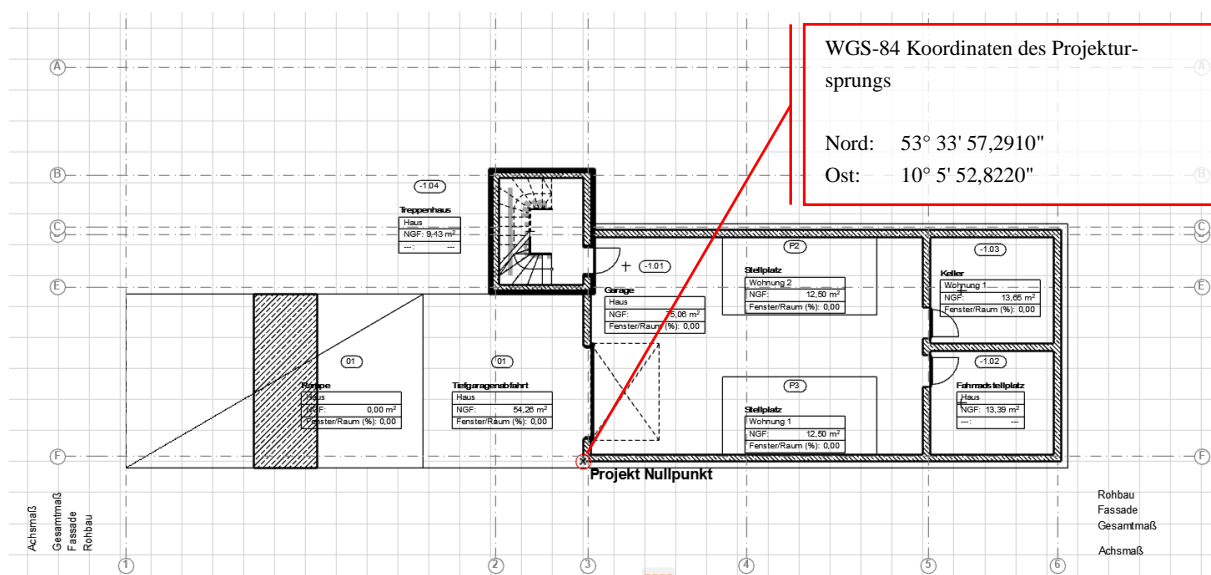 WGS-84 Koordinaten des Projektur-
sprungs
Nord: 53° 33' 57,2910"
Ost: 10° 5' 52,8220"
A
A
B
B
-1.04
Treppenhaus
Haus
NGF: 9,43 m²
---: ---
C
C
P2
-1.03
-1.01
Stellplatz
Wohnung 2
NGF: 12,50 m²
Fenster/Raum (%): 0,00
Keller
Wohnung 1
NGF: 13,65 m²
Fenster/Raum (%): 0,00
E
E
Garage
Haus
NGF: 75,06 m²
Fenster/Raum (%): 0,00
01
01
-1.02
Rampe
Haus
NGF: 0,00 m²
Fenster/Raum (%): 0,00
Tiefgaragenabfahrt
Haus
NGF: 54,26 m²
Fenster/Raum (%): 0,00
P3
Stellplatz
Wohnung 1
NGF: 12,50 m²
Fenster/Raum (%): 0,00
Fahrradstellplatz
Haus
NGF: 13,39 m²
---: ---
F
F
Projekt Nullpunkt
Achsmaß
Gesamtmaß
Fassade
Rohbau
Rohbau
Fassade
Gesamtmaß
Achsmaß
1
2
3
4
5
6